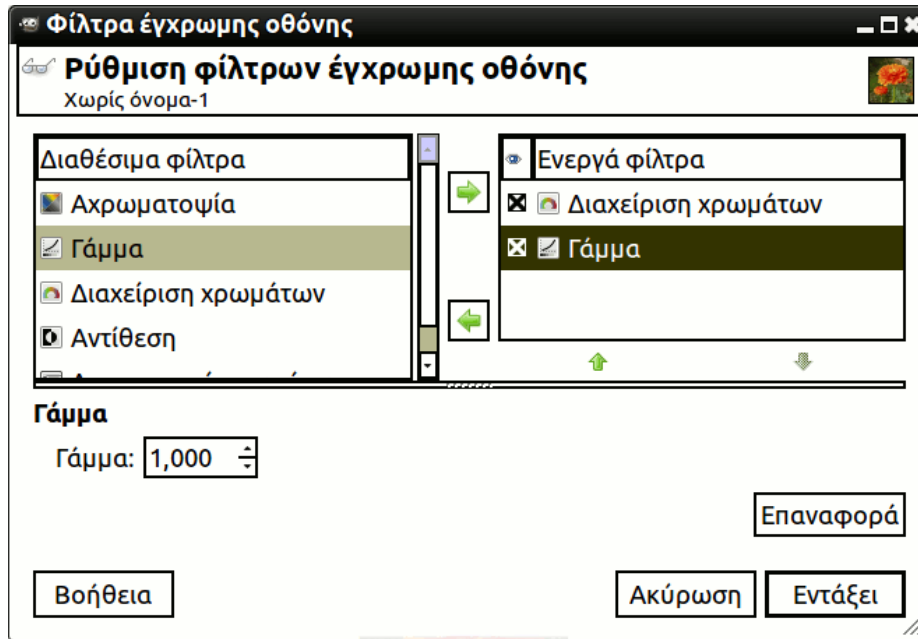 Φίλτρα έγχρωμης οθόνης
Ρύθμιση φίλτρων έγχρωμης οθόνης
Χωρίς όνομα-1
Διαθέσιμα φίλτρα
Αχρωματοψία
Γάμμα
Διαχείριση χρωμάτων
Αντίθεση
Ενεργά φίλτρα
Διαχείριση χρωμάτων
Γάμμα
Γάμμα
Γάμμα: 1,000
Επαναφορά
Βοήθεια
Ακύρωση
Εντάξει